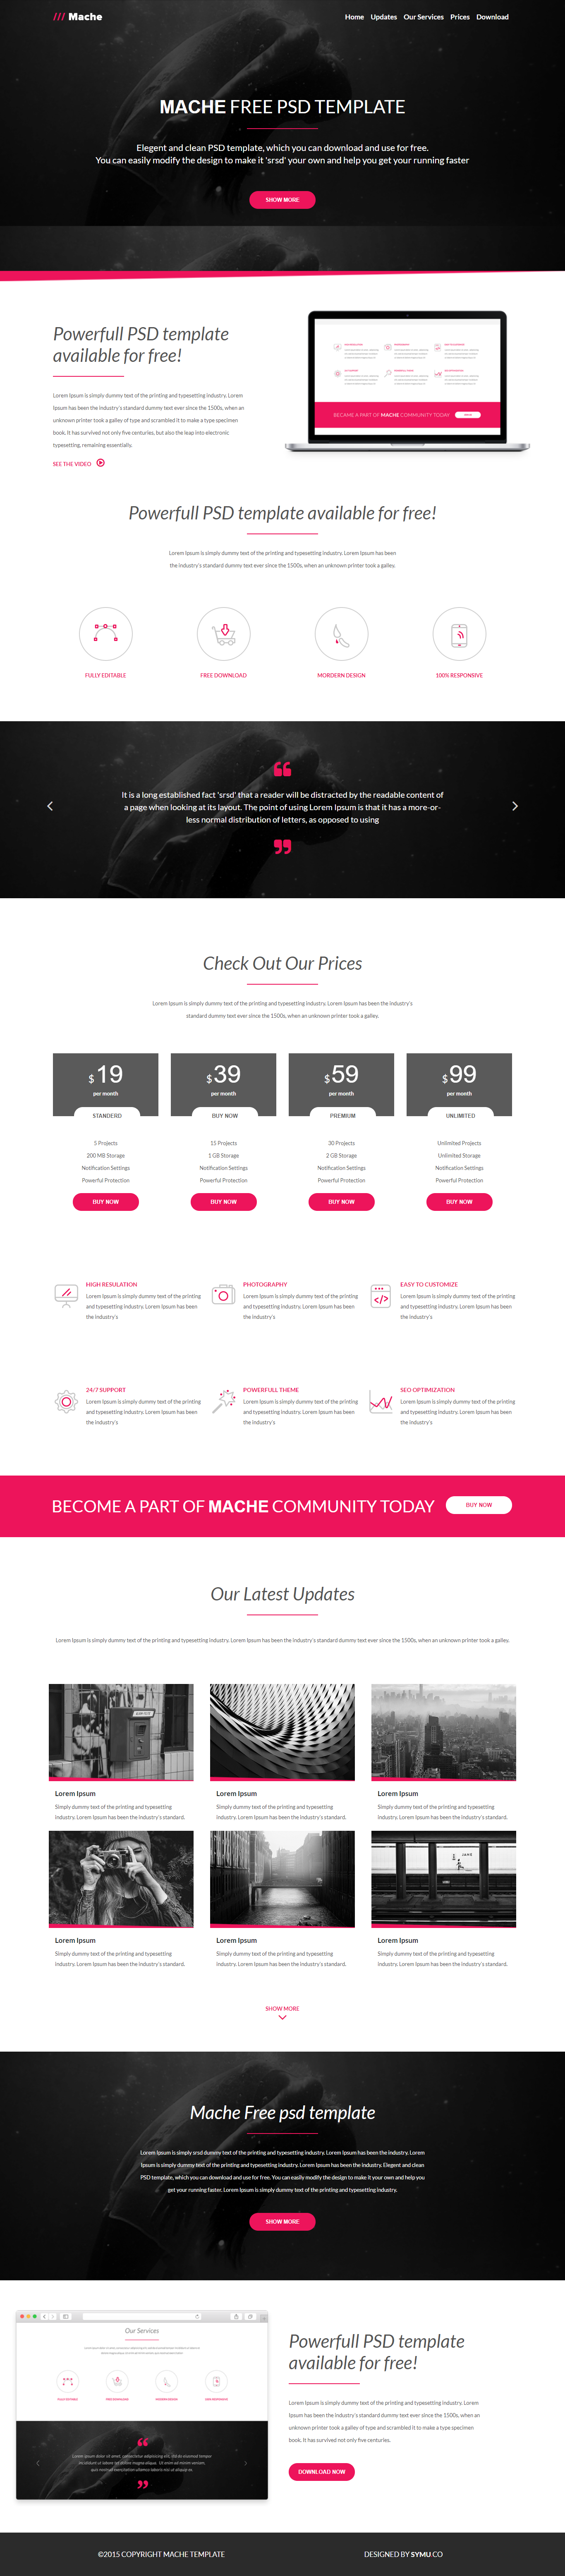 /// Mache
Home Updates Our Services Prices Download
MACHE FREE PSD TEMPLATE
Elegent and clean PSD template, which you can download and use for free.
You can easily modify the design to make it 'srsd' your own and help you get your running faster
SHOW MORE
Powerfull PSD template
available for free!
Lorem Ipsum is simply dummy text of the printing and typesetting industry. Lorem
Ipsum has been the industry's standard dummy text ever since the 1500s, when an
unknown printer took a galley of type and scrambled it to make a type specimen
book. It has survived not only five centuries, but also the leap into electronic
typesetting, remaining essentially.
SEE THE VIDEO
BECAME A PART OF MACHE COMMUNITY TODAY
Powerfull PSD template available for free!
Lorem Ipsum is simply dummy text of the printing and typesetting industry. Lorem Ipsum has been
the industry's standard dummy text ever since the 1500s, when an unknown printer took a galley.
FULLY EDITABLE
FREE DOWNLOAD
MORDERN DESIGN
100% RESPONSIVE
It is a long established fact 'srsd' that a reader will be distracted by the readable content of
a page when looking at its layout. The point of using Lorem Ipsum is that it has a more-or-
less normal distribution of letters, as opposed to using
Check Out Our Prices
Lorem Ipsum is simply dummy text of the printing and typesetting industry. Lorem Ipsum has been the industry's
standard dummy text ever since the 1500s, when an unknown printer took a galley.
$19
per month
STANDERD
5 Projects
200 MB Storage
Notification Settings
Powerful Protection
BUY NOW
$39
per month
BUY NOW
15 Projects
1 GB Storage
Notification Settings
Powerful Protection
BUY NOW
$59
per month
PREMIUM
30 Projects
2 GB Storage
Notification Settings
Powerful Protection
BUY NOW
$99
per month
UNLIMITED
Unlimited Projects
Unlimited Storage
Notification Settings
Powerful Protection
BUY NOW
HIGH RESULATION
Lorem Ipsum is simply dummy text of the printing
and typesetting industry. Lorem Ipsum has been
the industry's
PHOTOGRAPHY
Lorem Ipsum is simply dummy text of the printing
and typesetting industry. Lorem Ipsum has been
the industry's
EASY TO CUSTOMIZE
Lorem Ipsum is simply dummy text of the printing
and typesetting industry. Lorem Ipsum has been
the industry's
24/7 SUPPORT
Lorem Ipsum is simply dummy text of the printing
and typesetting industry. Lorem Ipsum has been
the industry's
POWERFULL THEME
Lorem Ipsum is simply dummy text of the printing
and typesetting industry. Lorem Ipsum has been
the industry's
SEO OPTIMIZATION
Lorem Ipsum is simply dummy text of the printing
and typesetting industry. Lorem Ipsum has been
the industry's
BECOME A PART OF MACHE COMMUNITY TODAY
BUY NOW
Our Latest Updates
Lorem Ipsum is simply dummy text of the printing and typesetting industry. Lorem Ipsum has been the industry's standard dummy text ever since the 1500s, when an unknown printer took a galley.
Lorem Ipsum
Simply dummy text of the printing and typesetting
industry. Lorem Ipsum has been the industry's standard.
Lorem Ipsum
Simply dummy text of the printing and typesetting
industry. Lorem Ipsum has been the industry's standard.
Lorem Ipsum
Simply dummy text of the printing and typesetting
industry. Lorem Ipsum has been the industry's standard.
Lorem Ipsum
Simply dummy text of the printing and typesetting
industry. Lorem Ipsum has been the industry's standard.
Lorem Ipsum
Simply dummy text of the printing and typesetting
industry. Lorem Ipsum has been the industry's standard.
Lorem Ipsum
Simply dummy text of the printing and typesetting
industry. Lorem Ipsum has been the industry's standard.
SHOW MORE
Mache Free psd template
Lorem Ipsum is simply srsd dummy text of the printing and typesetting industry. Lorem Ipsum has been the industry. Lorem
Ipsum is simply dummy text of the printing and typesetting industry. Lorem Ipsum has been the industry. Elegent and clean
PSD template, which you can download and use for free. You can easily modify the design to make it your own and help you
get your running faster. Lorem Ipsum is simply dummy text of the printing and typesetting industry.
SHOW MORE
Our Services
Powerfull PSD template
available for free!
Lorem Ipsum is simply dummy text of the printing and typesetting industry. Lorem
Ipsum has been the industry's standard dummy text ever since the 1500s, when an
unknown printer took a galley of type and scrambled it to make a type specimen
book. It has survived not only five centuries.
DOWNLOAD NOW
©2015 COPYRIGHT MACHE TEMPLATE
DESIGNED BY SYMU CO